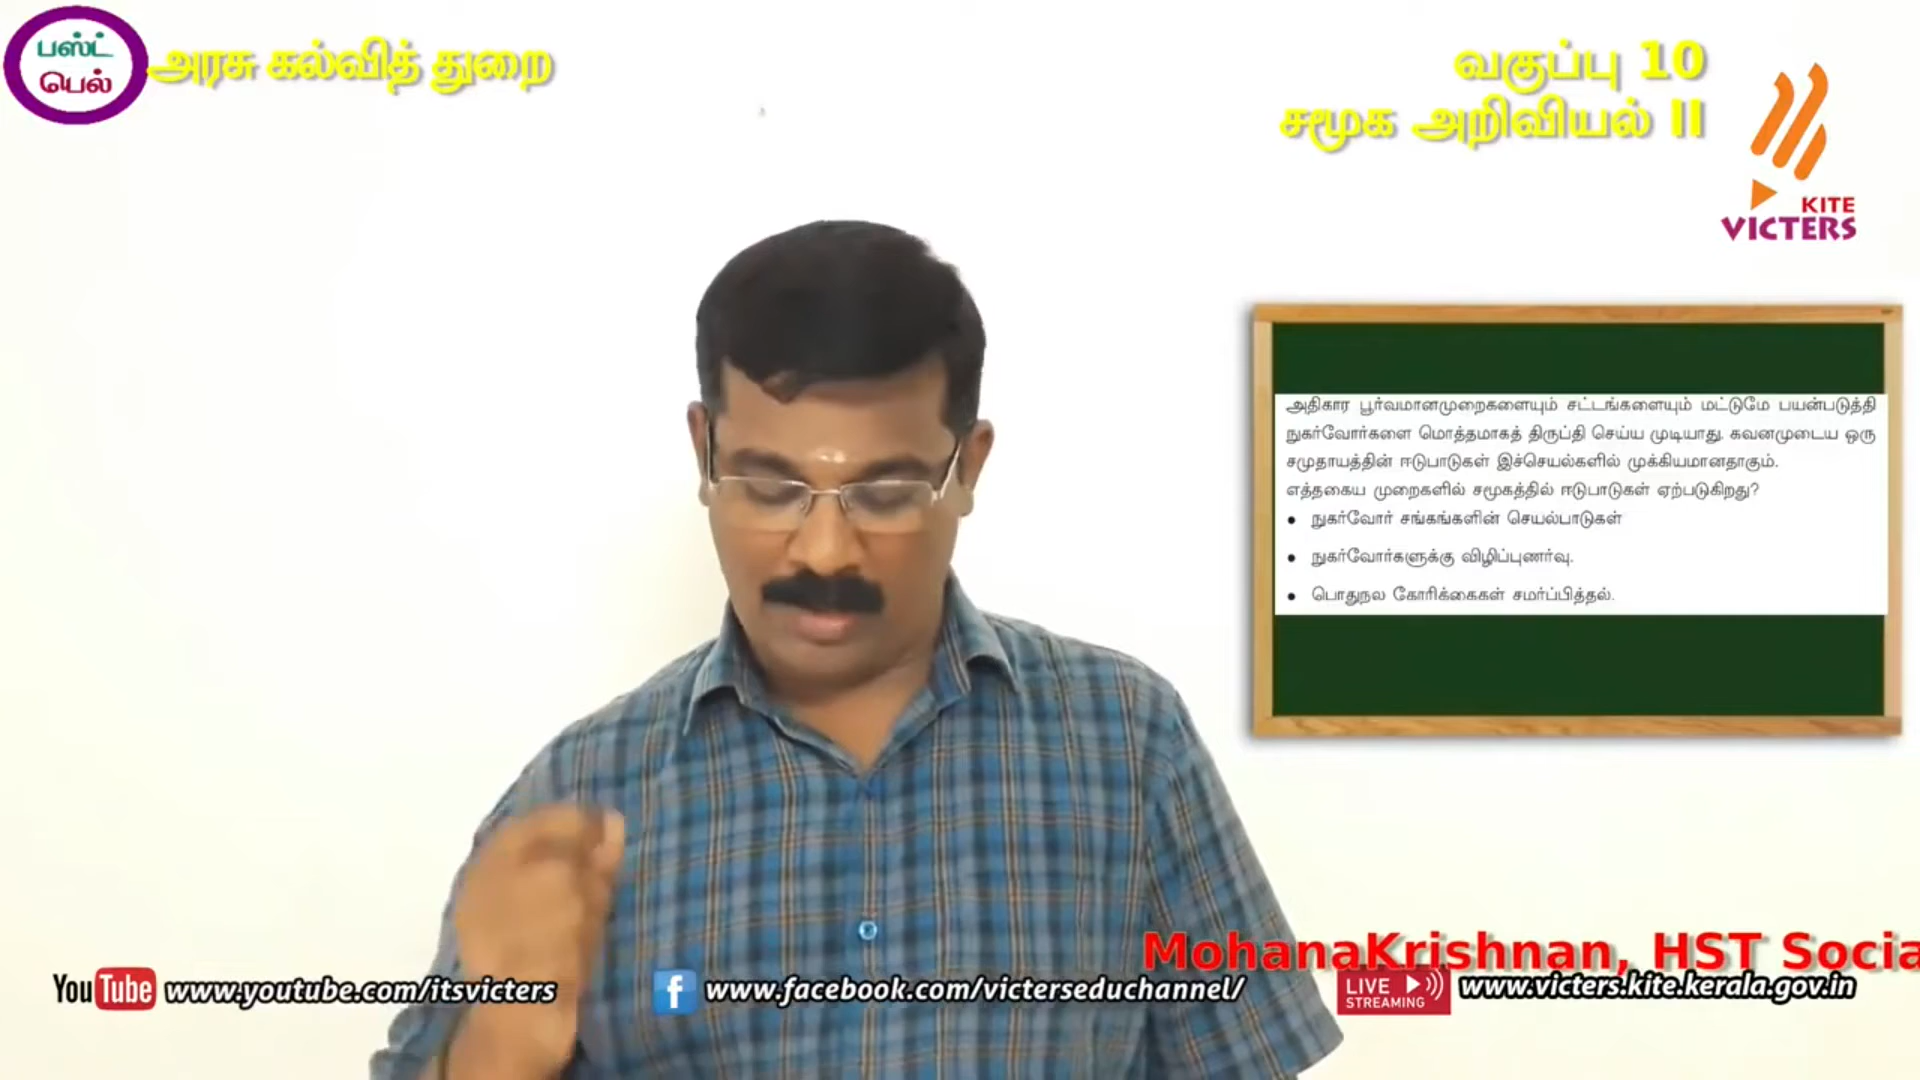 பஸ்ட்
பெல்
அரசு கல்வித் துறை
வகுப்பு 10
சமூக அறிவியல் II
KITE
VICTERS
அதிகார பூர்வமானமுறைகளையும் சட்டங்களையும் மட்டுமே பயன்படுத்தி
நுகர்வோர்களை மொத்தமாகத் திருப்தி செய்ய முடியாது. கவனமுடைய ஒரு
சமுதாயத்தின் ஈடுபாடுகள் இச்செயல்களில் முக்கியமானதாகும்.
எத்தகைய முறைகளில் சமூகத்தில் ஈடுபாடுகள் ஏற்படுகிறது?
• நுகர்வோர் சங்கங்களின் செயல்பாடுகள்
• நுகர்வோர்களுக்கு விழிப்புணர்வு.
• பொதுநல கோரிக்கைகள் சமர்ப்பித்தல்.
MohanaKrishnan, HST Socia
YouTube www.youtube.com/itsvicters
f www.facebook.com/victerseduchannel/
LIVE STREAMING www.victers.kite.kerala.gov.in